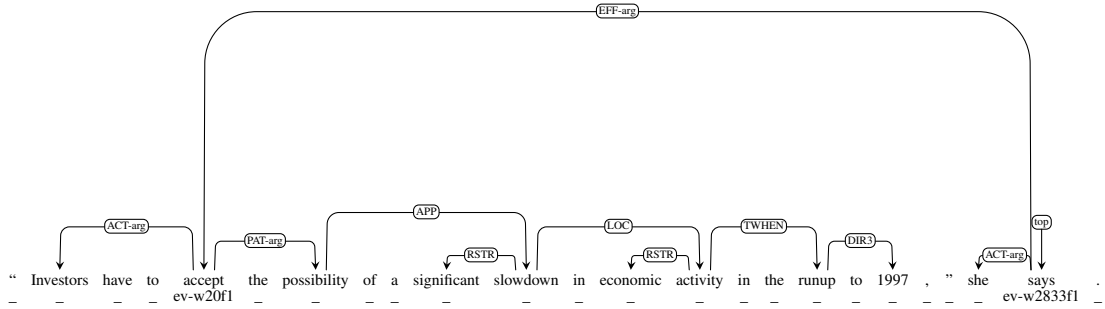 EFF-arg
top
APP
ACT-arg LOC TWHEN
PAT-arg DIR3
RSTR RSTR ACT-arg
“ Investors have to accept the possibility of a significant slowdown in economic activity in the runup to 1997 , ” she says .
_ _ _ _ ev-w20f1 _ _ _ _ _ _ _ _ _ _ _ _ _ _ _ _ _ ev-w2833f1 _